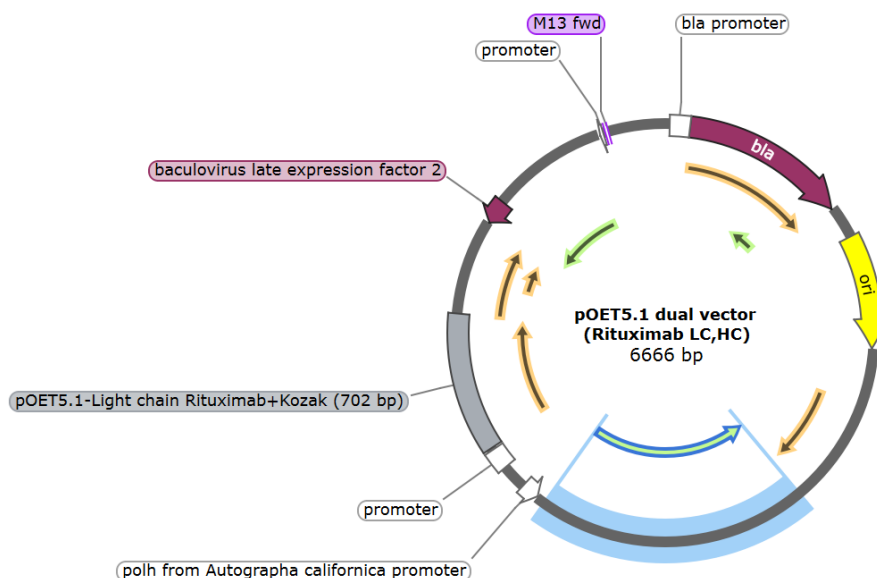 M13 fwd
bla promoter
promoter
bla
baculovirus late expression factor 2
ori
pOET5.1 dual vector
(Rituximab LC,HC)
6666 bp
pOET5.1-Light chain Rituximab+Kozak (702 bp)
promoter
polh from Autographa californica promoter